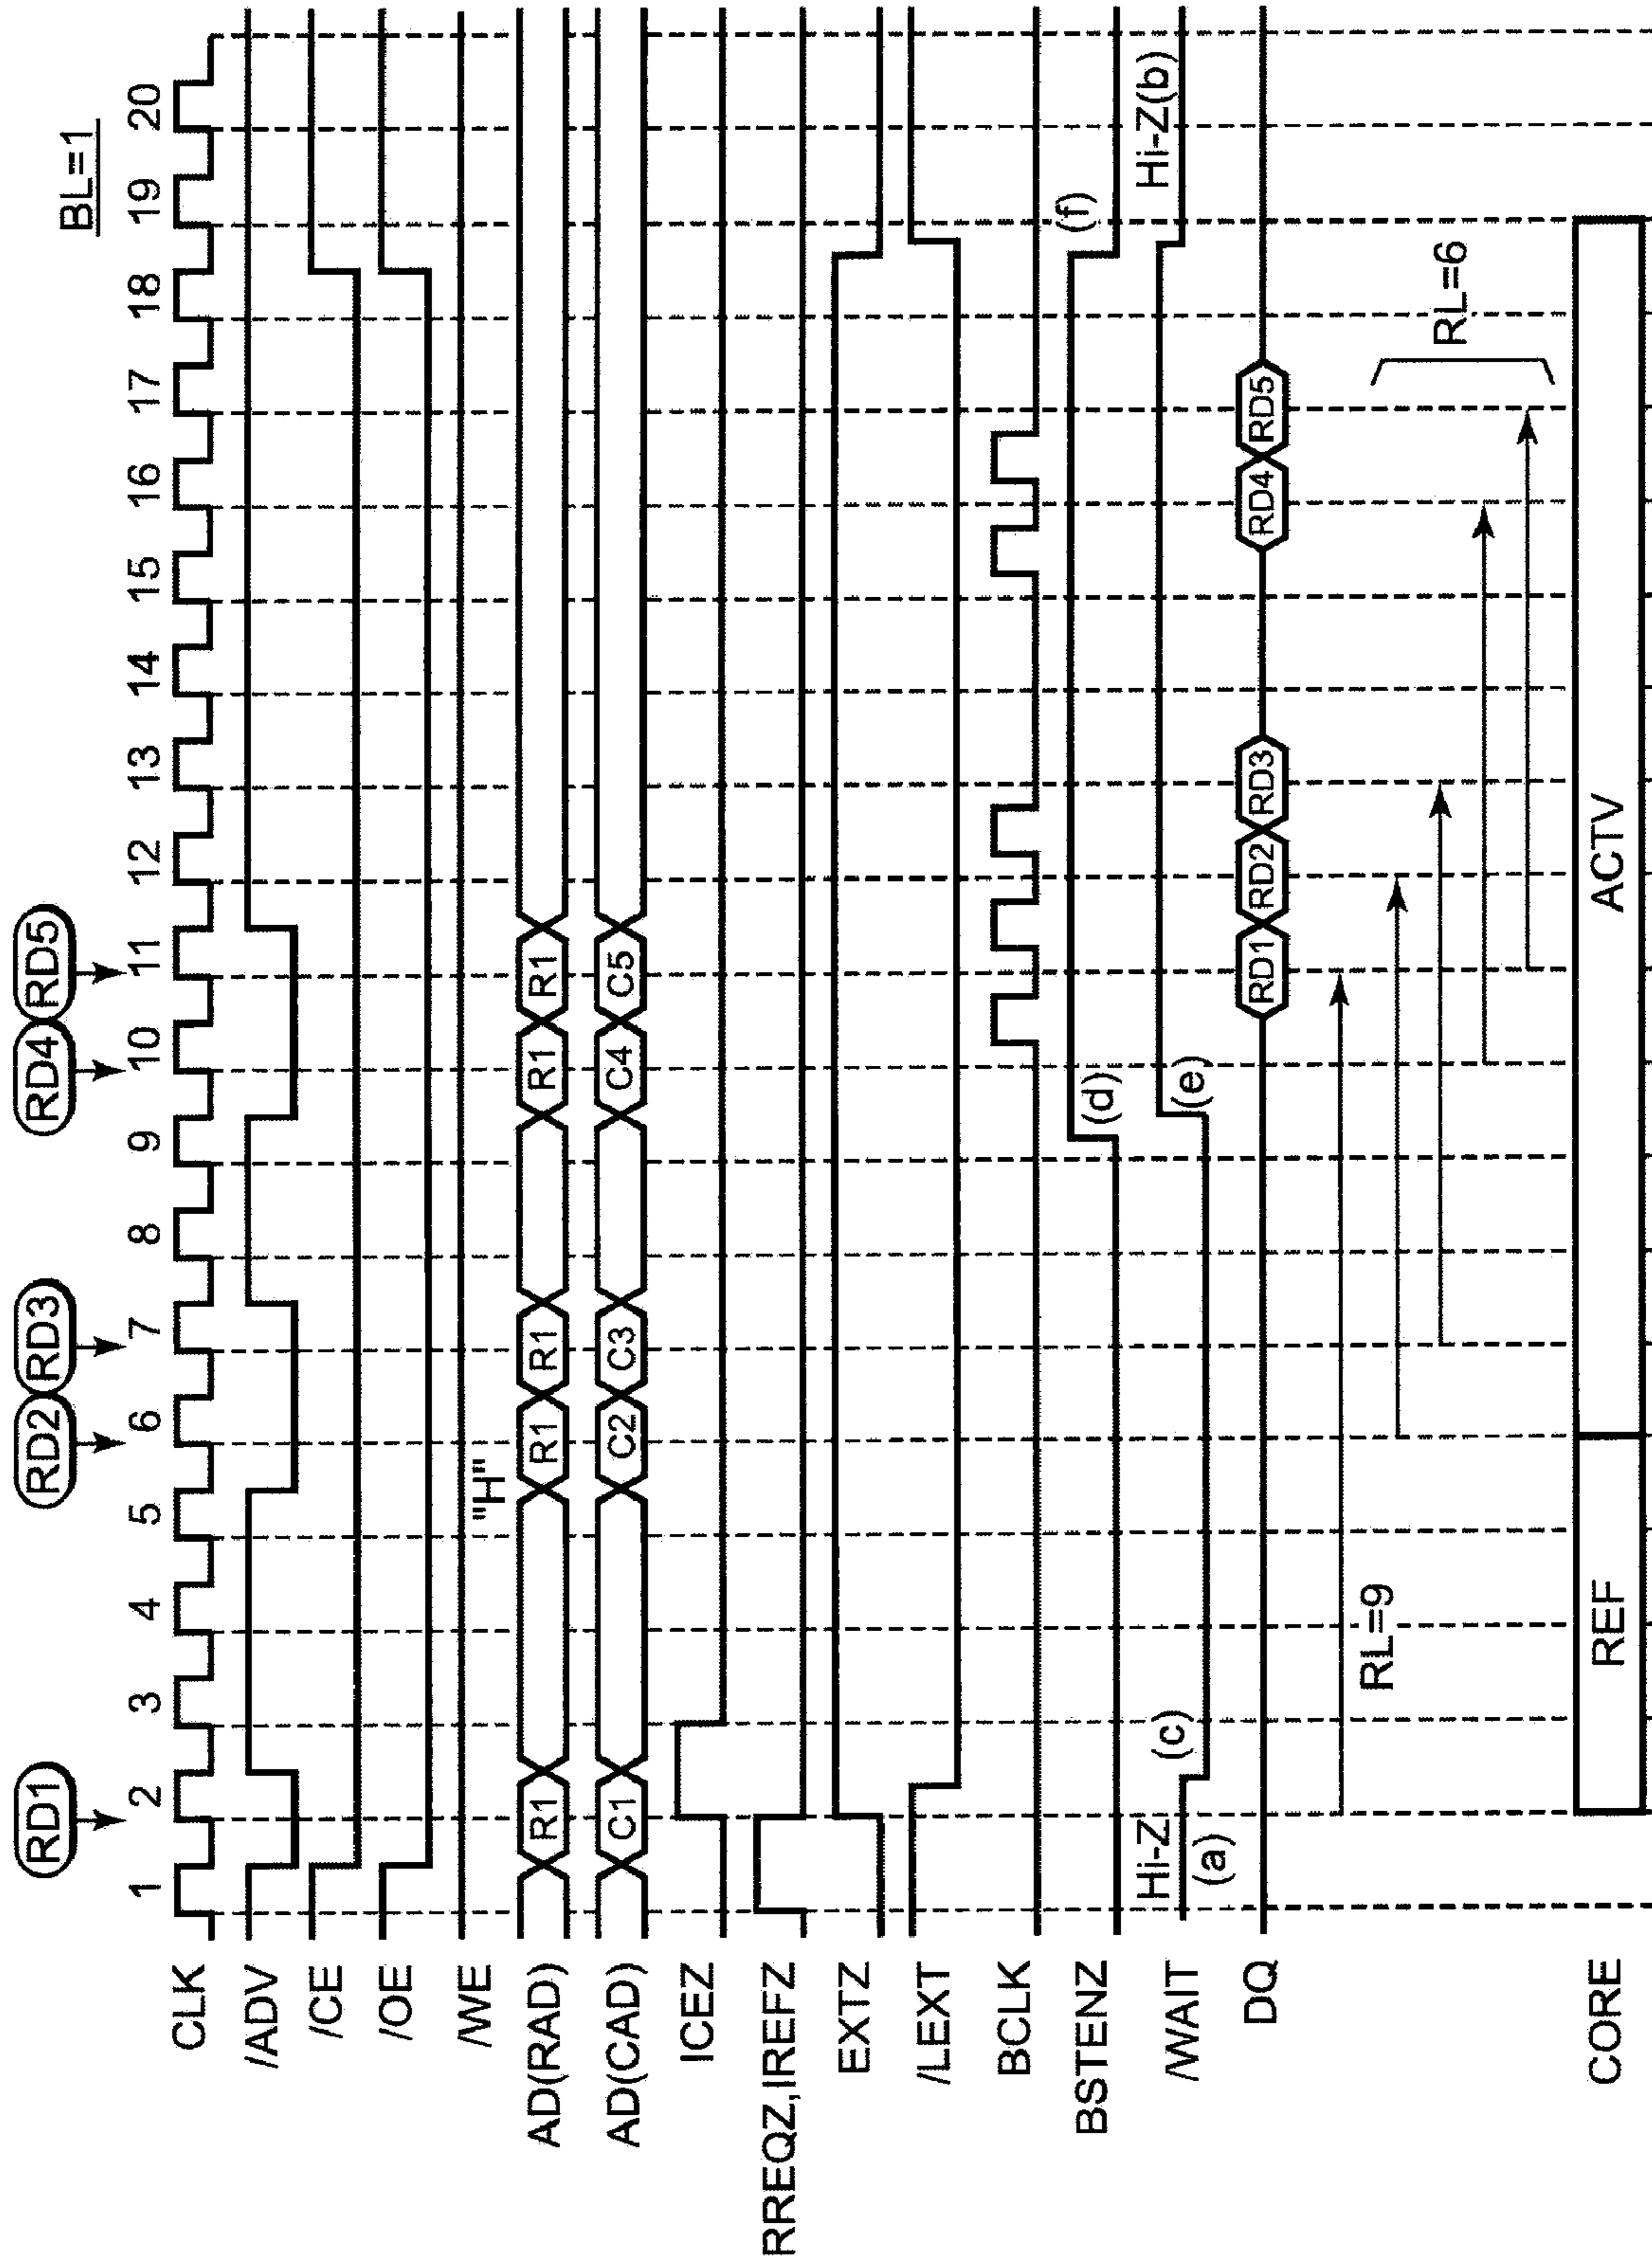 RD1 RD2 RD3 RD4 RD5
BL=1
1 2 3 4 5 6 7 8 9 10 11 12 13 14 15 16 17 18 19 20
CLK
/ADV
/CE
/OE
/WE "H"
AD(RAD) R1 R1 R1 R1 R1
AD(CAD) C1 C2 C3 C4 C5
ICEZ
RREQZ,IREFZ
EXTZ
/LEXT
BCLK
BSTENZ (d) (f)
/WAIT Hi-Z (a) (c) (e) Hi-Z(b)
DQ RD1 RD2 RD3 RD4 RD5
RL=9
RL=6
CORE REF ACTV